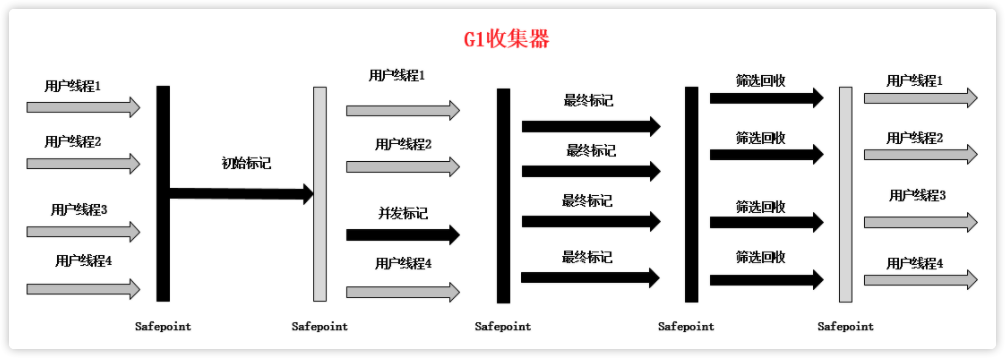 G1收集器
用户线程1
用户线程2
用户线程3
用户线程4
初始标记
用户线程1
用户线程2
并发标记
用户线程4
最终标记
最终标记
最终标记
最终标记
筛选回收
筛选回收
筛选回收
筛选回收
用户线程1
用户线程2
用户线程3
用户线程4
Safepoint
Safepoint
Safepoint
Safepoint
Safepoint